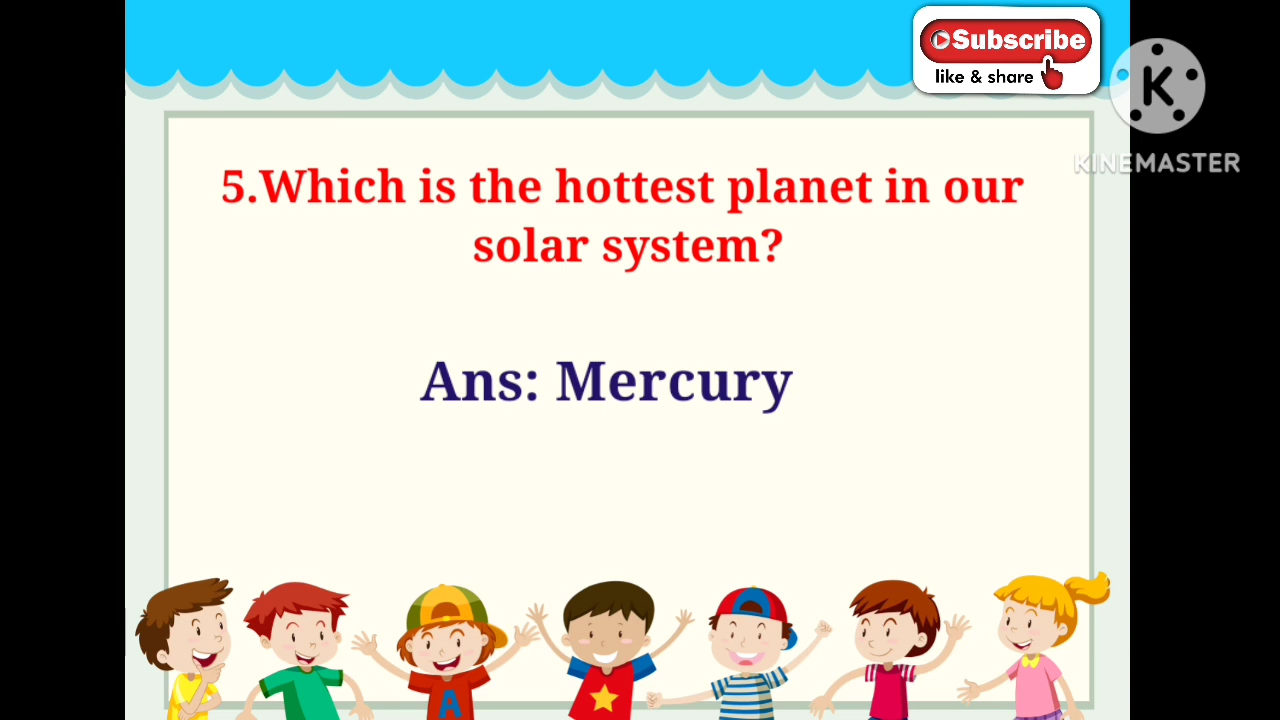 Subscribe
like & share
K
KINEMASTER
5.Which is the hottest planet in our
solar system?
Ans: Mercury
A